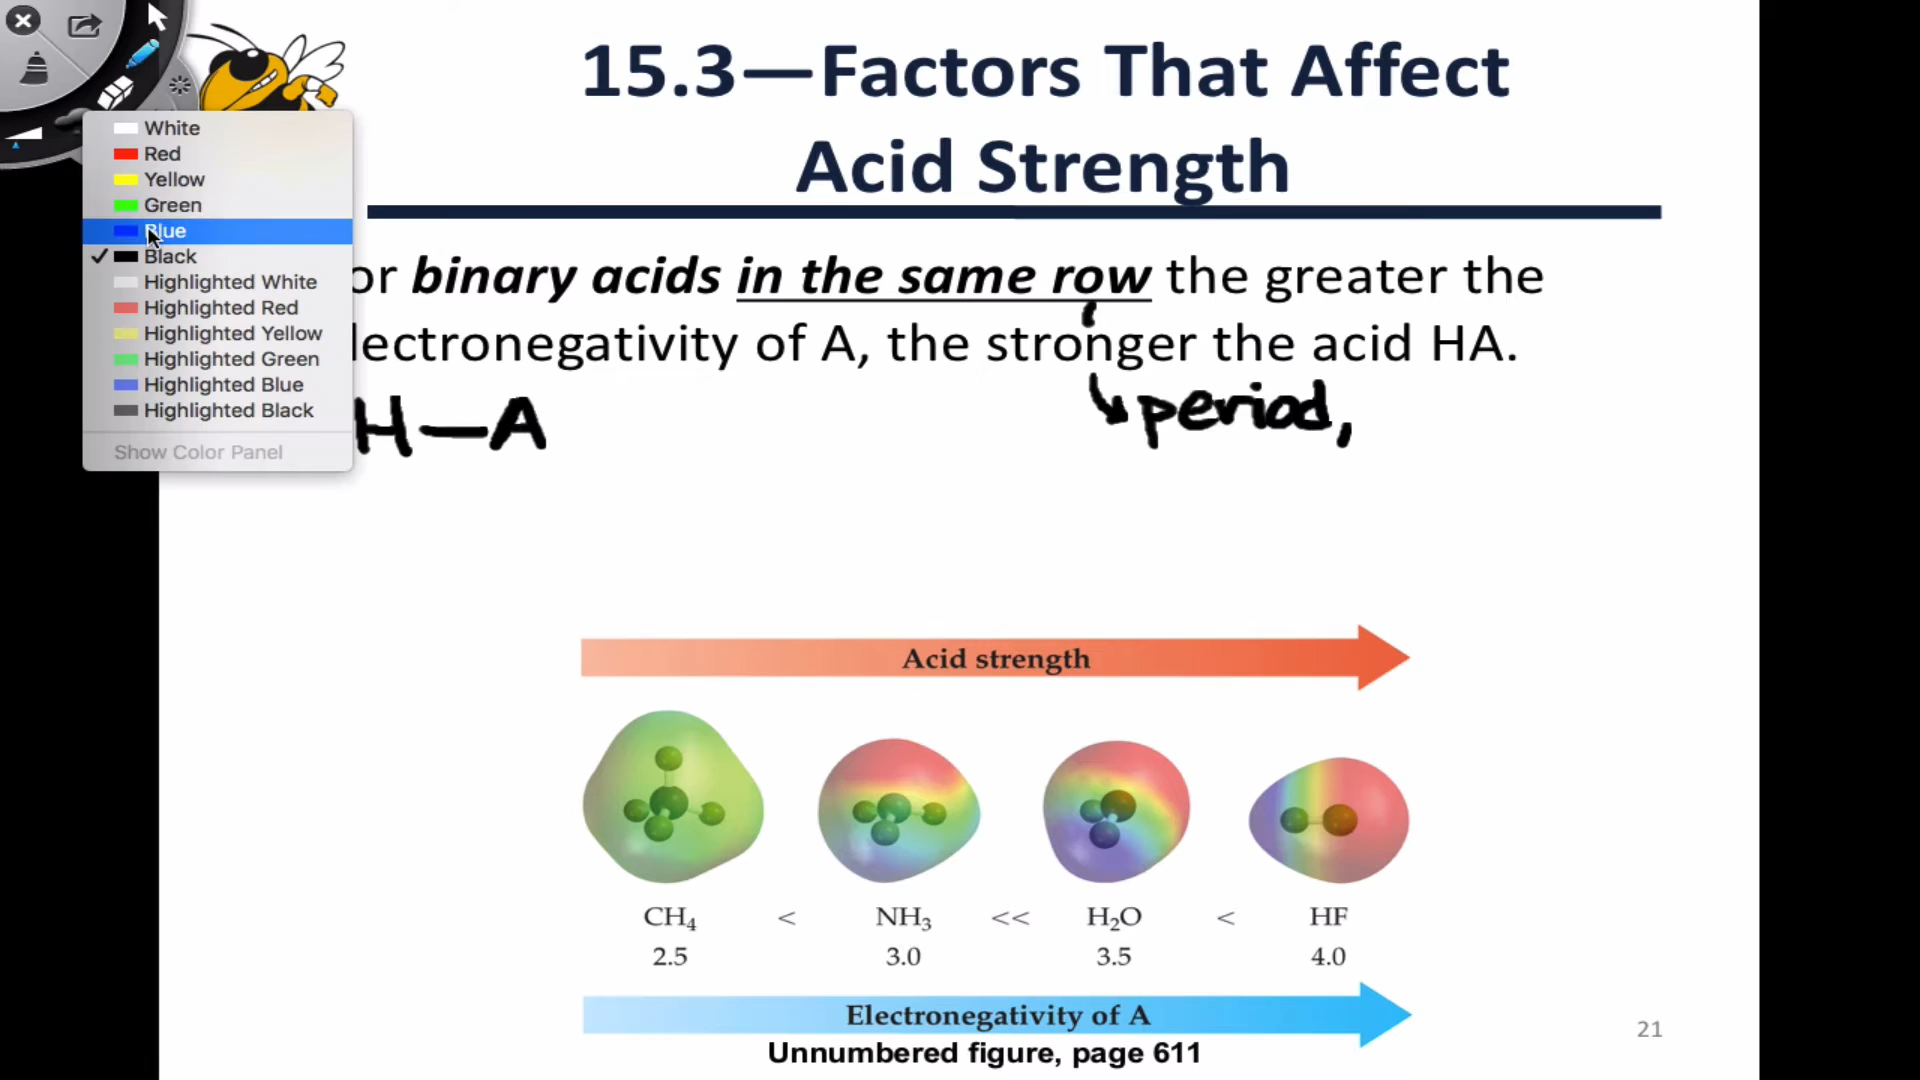 15.3—Factors That Affect
Acid Strength
White
Red
Yellow
Green
Blue
Black
Highlighted White
Highlighted Red
Highlighted Yellow
Highlighted Green
Highlighted Blue
Highlighted Black
Show Color Panel
or binary acids in the same row the greater the
lectronegativity of A, the stronger the acid HA.
H—A
period,
Acid strength
CH₄ < NH₃ << H₂O < HF
2.5 3.0 3.5 4.0
Electronegativity of A
Unnumbered figure, page 611
21